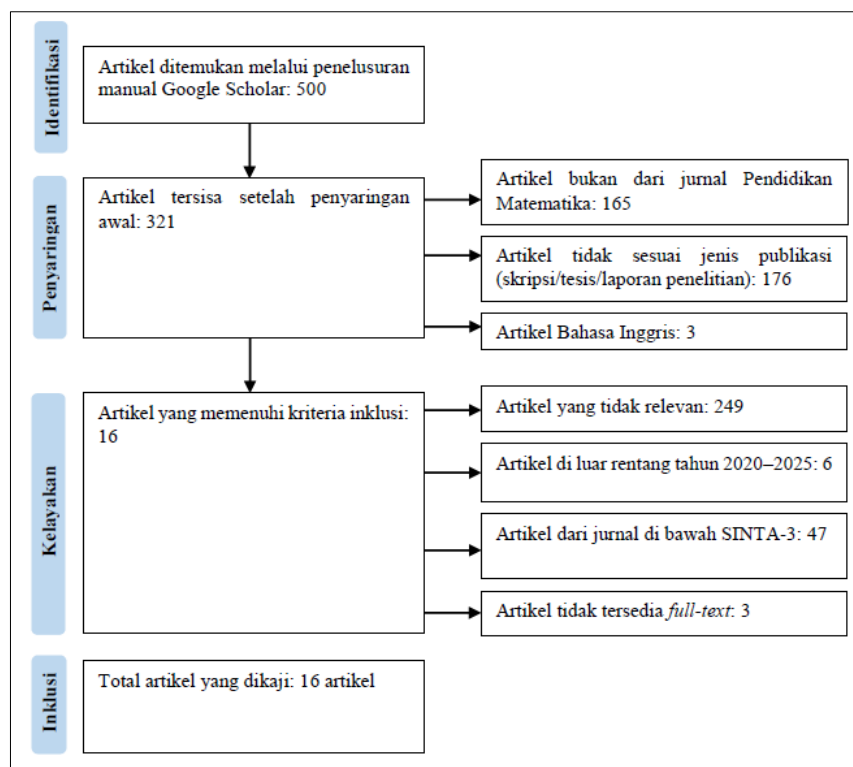 Identifikasi
Artikel ditemukan melalui penelusuran
manual Google Scholar: 500
Penyaringan
Artikel tersisa setelah penyaringan
awal: 321
Artikel bukan dari jurnal Pendidikan
Matematika: 165
Artikel tidak sesuai jenis publikasi
(skripsi/tesis/laporan penelitian): 176
Artikel Bahasa Inggris: 3
Kelayakan
Artikel yang memenuhi kriteria inklusi:
16
Artikel yang tidak relevan: 249
Artikel di luar rentang tahun 2020–2025: 6
Artikel dari jurnal di bawah SINTA-3: 47
Artikel tidak tersedia full-text: 3
Inklusi
Total artikel yang dikaji: 16 artikel